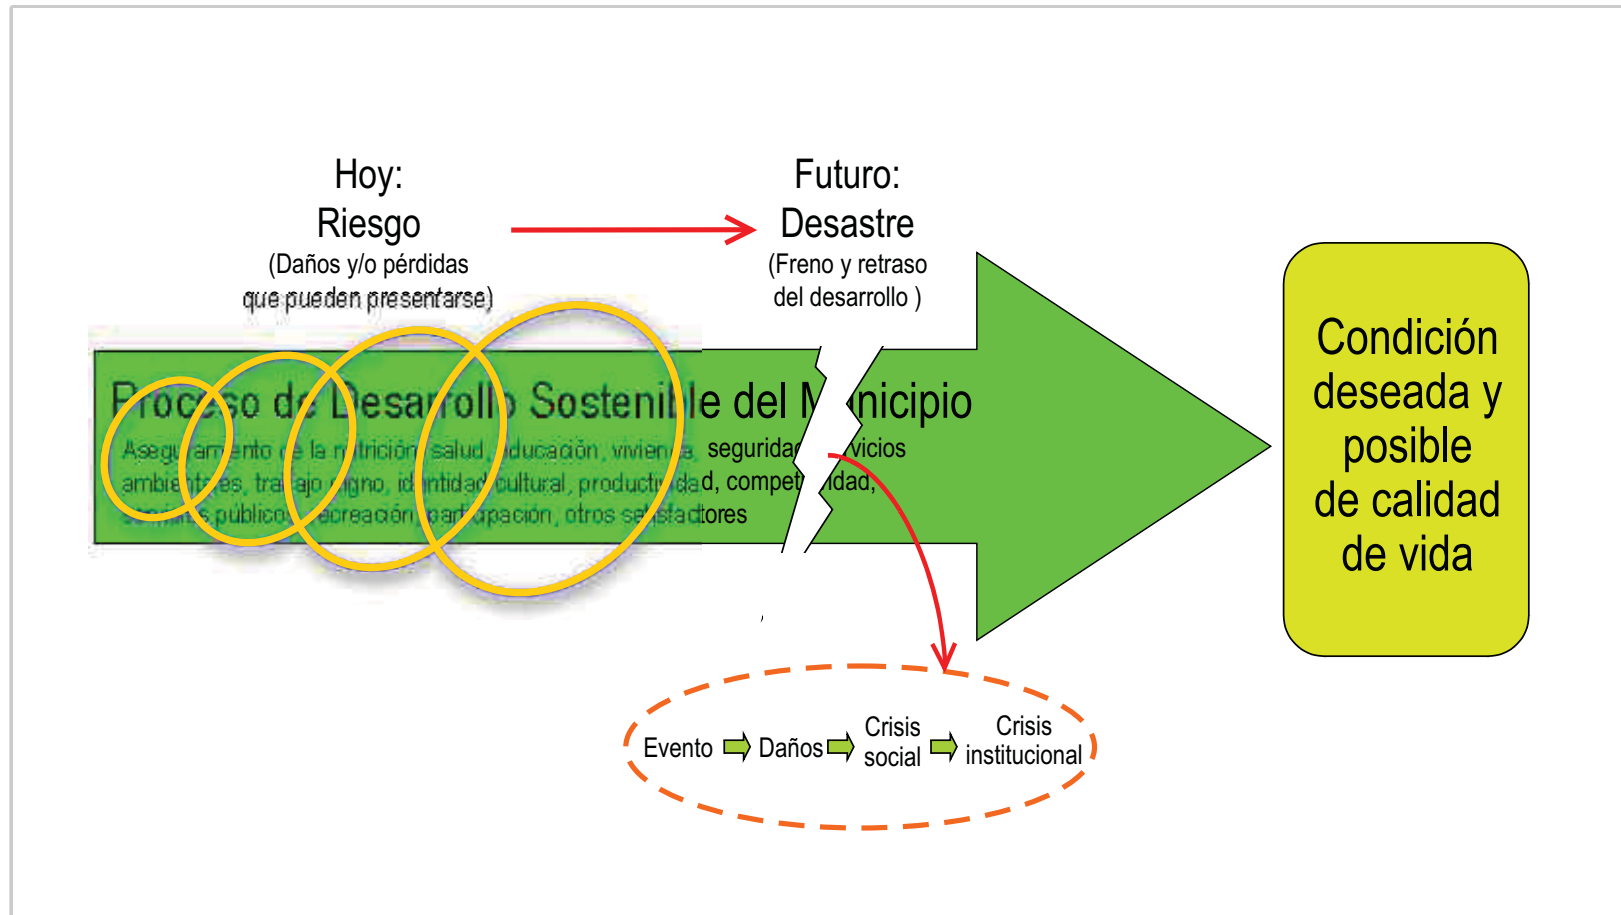 Hoy:
Riesgo
(Daños y/o pérdidas
que pueden presentarse)
Futuro:
Desastre
(Freno y retraso
del desarrollo )
Proceso de Desarrollo Sostenible del Municipio
Aseguramiento de la nutrición, salud, educación, vivienda, seguridad, servicios
ambientales, trabajo digno, identidad cultural, productividad, competitividad,
servicios públicos, recreación, participación, otros satisfactores
Condición
deseada y
posible
de calidad
de vida
Evento
Daños
Crisis
social
Crisis
institucional